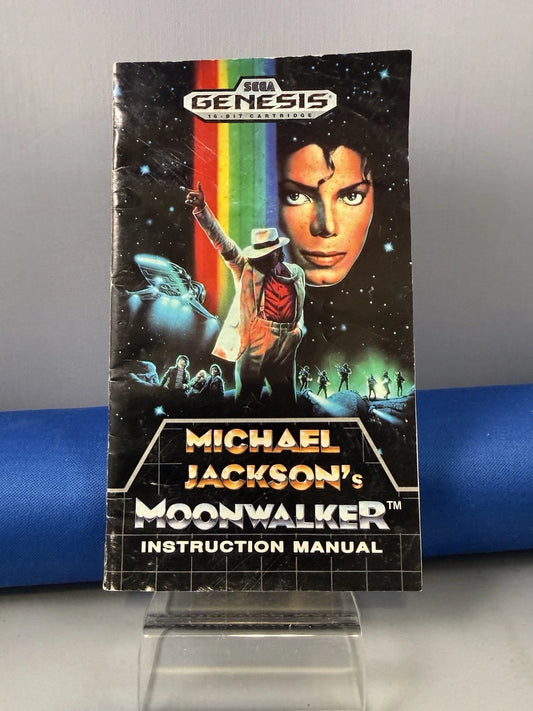 SEGA
GENESIS
16-BIT CARTRIDGE
MICHAEL
JACKSON's
MOONWALKER™
INSTRUCTION MANUAL